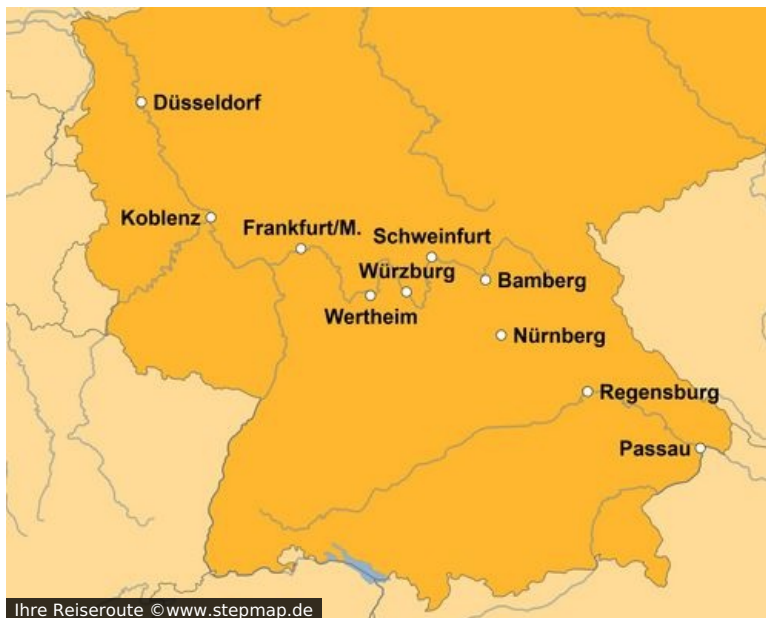 Düsseldorf
Koblenz
Frankfurt/M.
Schweinfurt
Würzburg
Bamberg
Wertheim
Nürnberg
Regensburg
Passau
Ihre Reiseroute ©www.stepmap.de